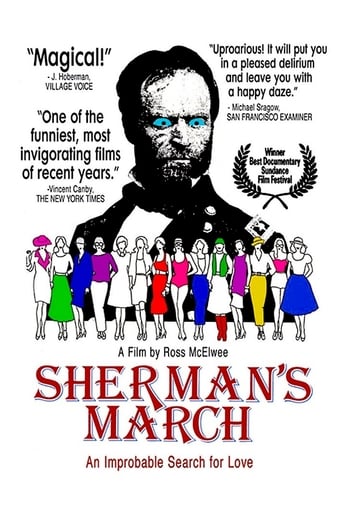 "Magical!"
- J. Hoberman,
VILLAGE VOICE
"One of the
funniest, most
invigorating films
of recent years."
-Vincent Canby,
THE NEW YORK TIMES
"Uproarious! It will put you
in a pleased delirium
and leave you with
a happy daze."
- Michael Sragow,
SAN FRANCISCO EXAMINER
Winner
Best Documentary
Sundance
Film Festival
A Film by Ross McElwee
SHERMAN'S
MARCH
An Improbable Search for Love